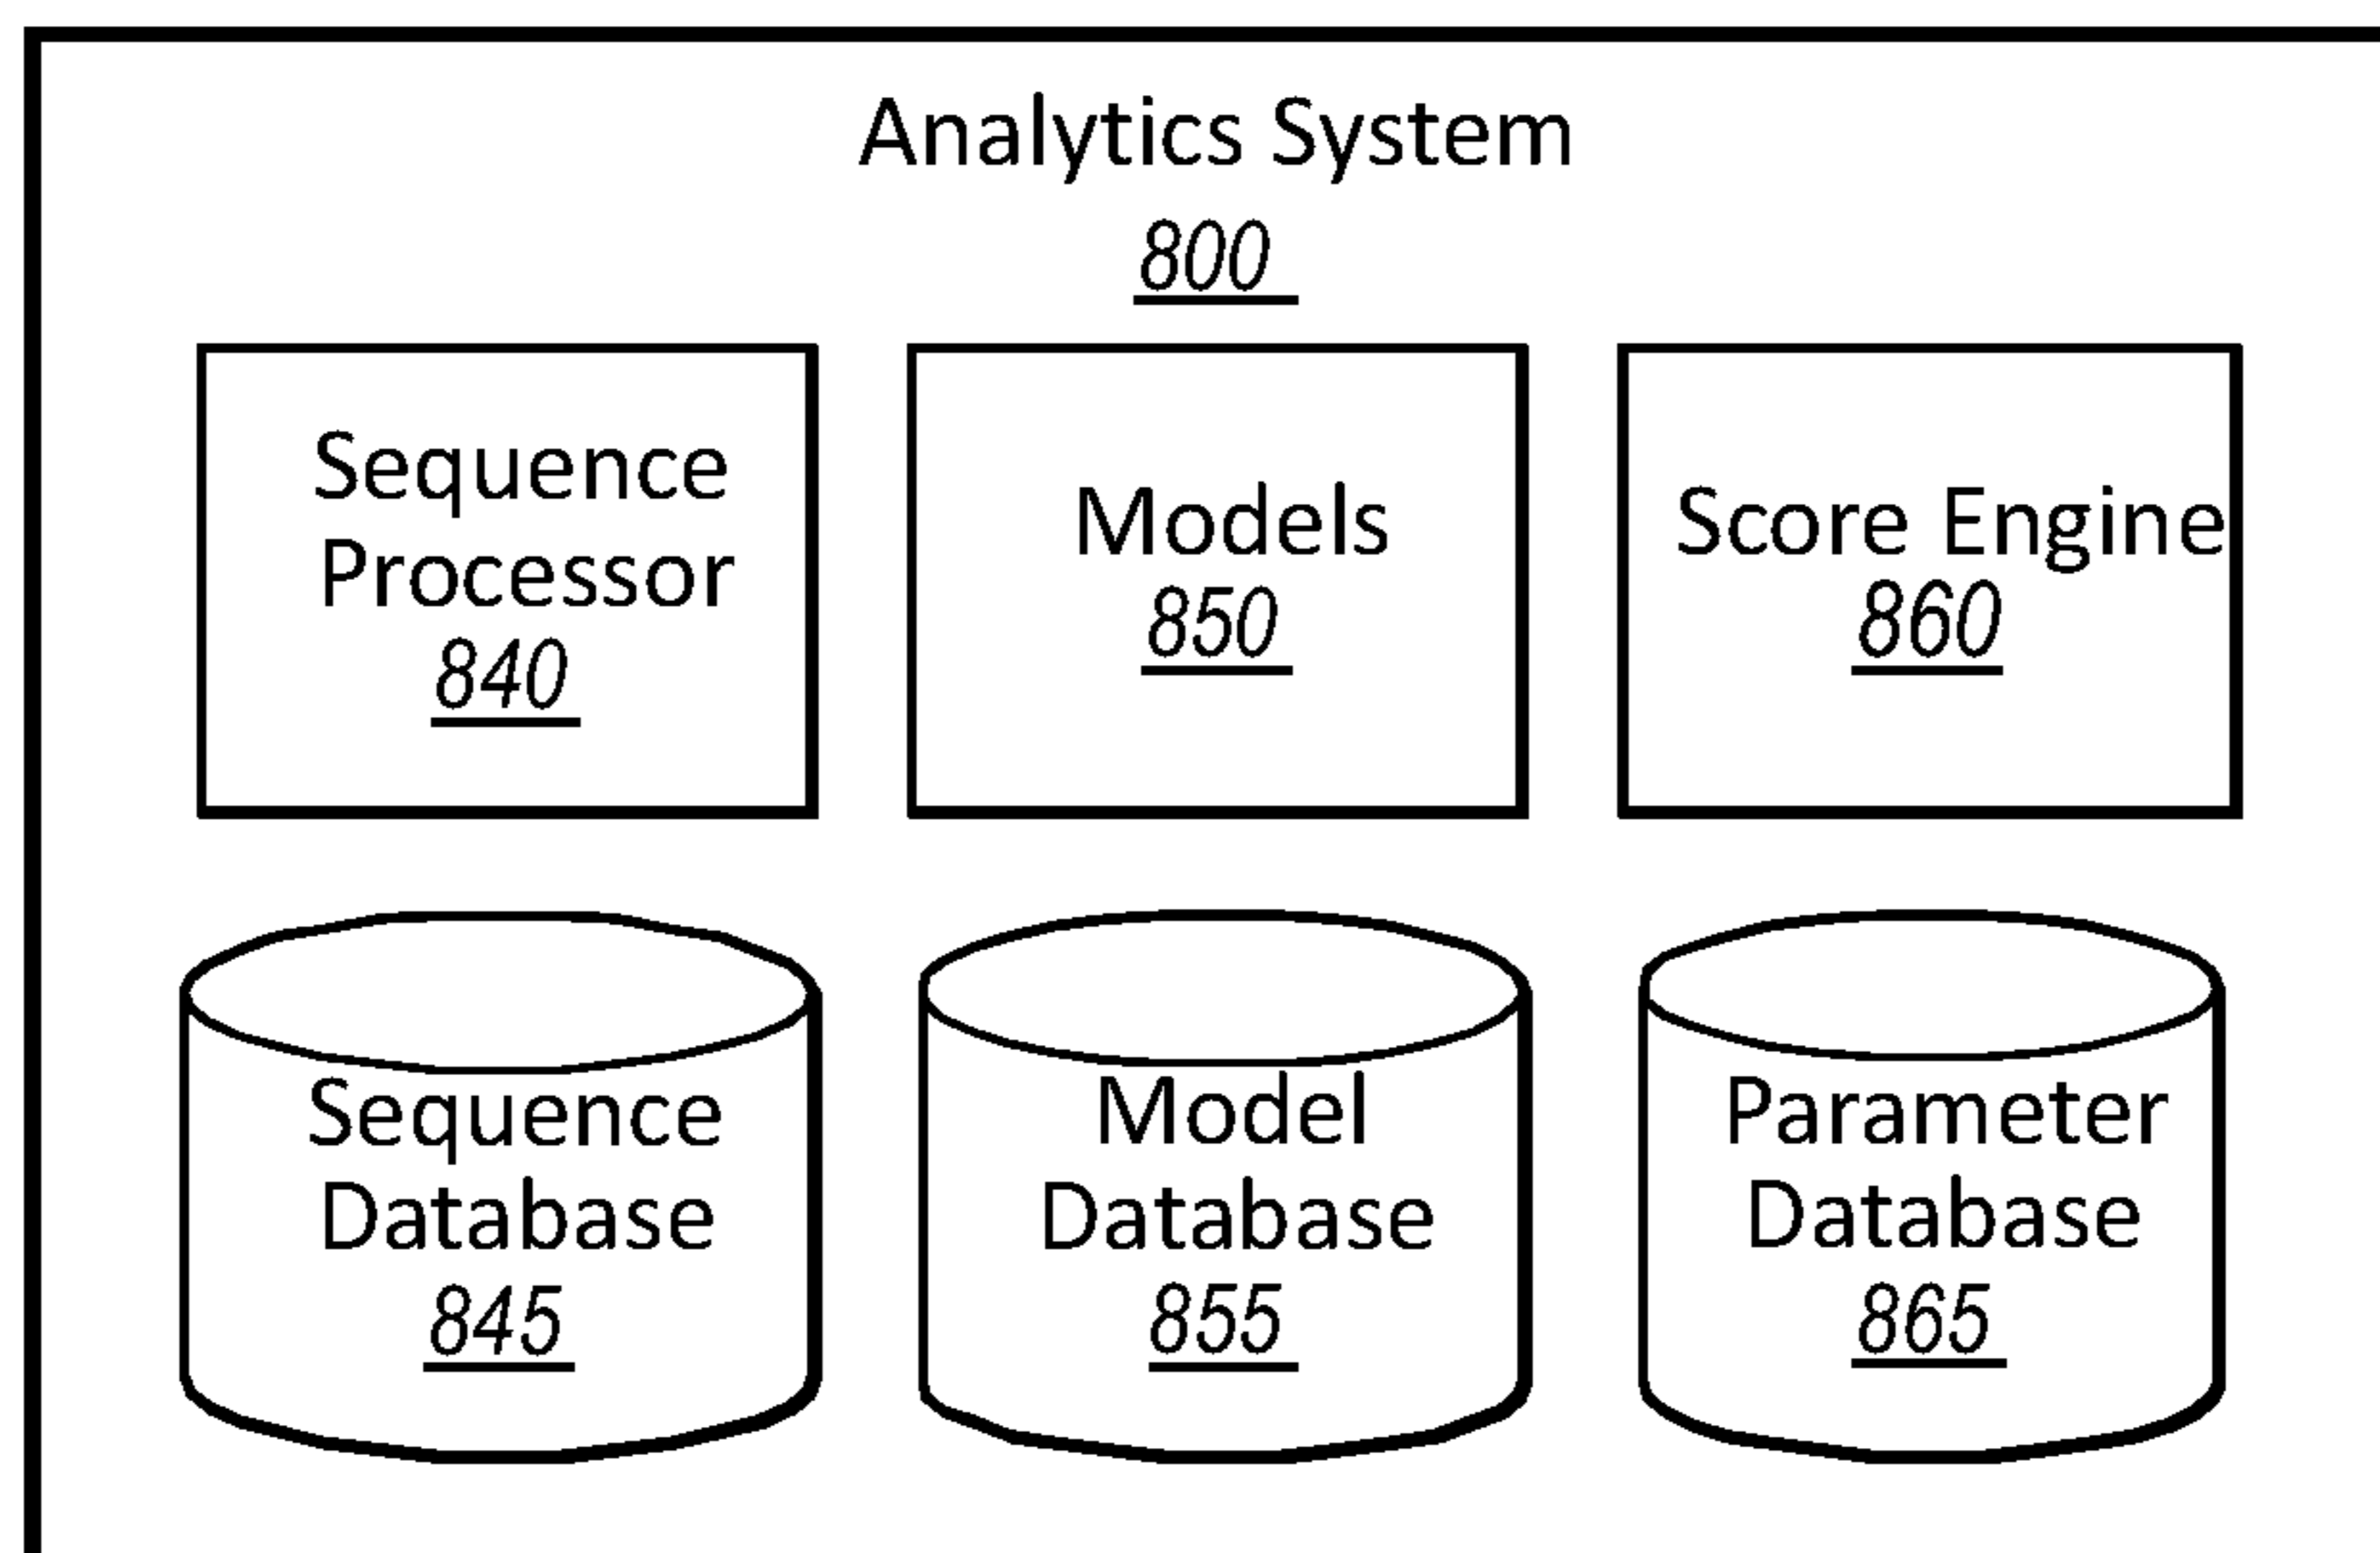 Analytics System
800
Sequence
Processor
840
Models
850
Score Engine
860
Sequence
Database
845
Model
Database
855
Parameter
Database
865